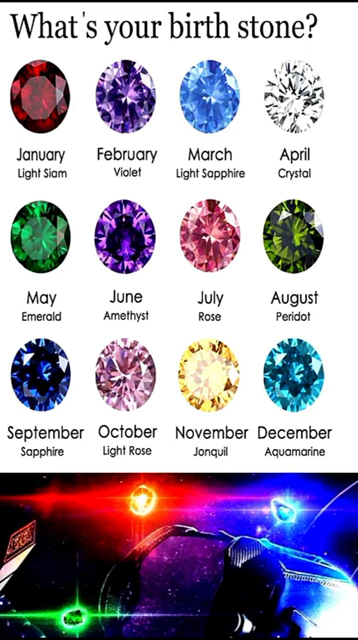 What's your birth stone?
January February March April
Light Siam Violet Light Sapphire Crystal
May June July August
Emerald Amethyst Rose Peridot
September October November December
Sapphire Light Rose Jonquil Aquamarine